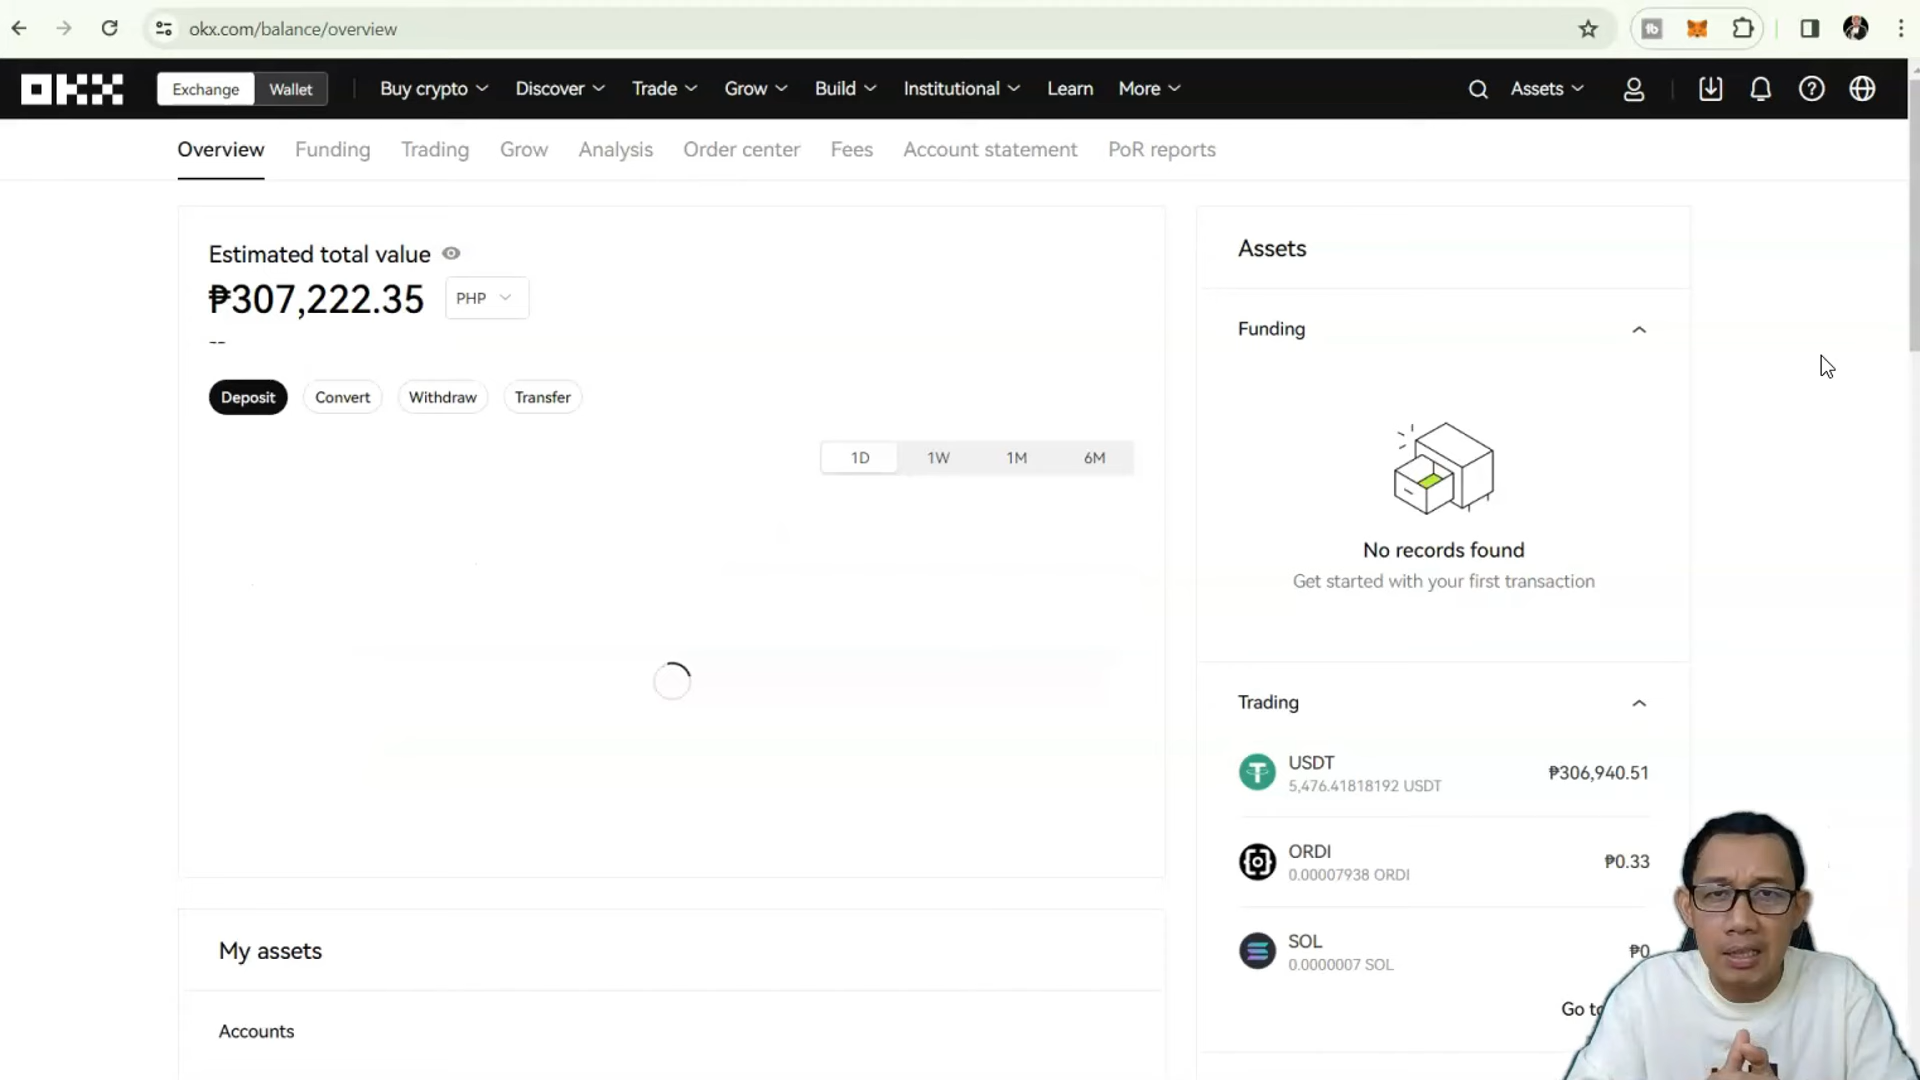 okx.com/balance/overview
OKX
Exchange
Wallet
Buy crypto
Discover
Trade
Grow
Build
Institutional
Learn
More
Assets
Overview
Funding
Trading
Grow
Analysis
Order center
Fees
Account statement
PoR reports
Estimated total value
₱307,222.35
PHP
--
Deposit
Convert
Withdraw
Transfer
1D
1W
1M
6M
My assets
Accounts
Assets
Funding
No records found
Get started with your first transaction
Trading
USDT
5,476.41818192 USDT
₱306,940.51
ORDI
0.00007938 ORDI
₱0.33
SOL
0.0000007 SOL
₱0
Go to